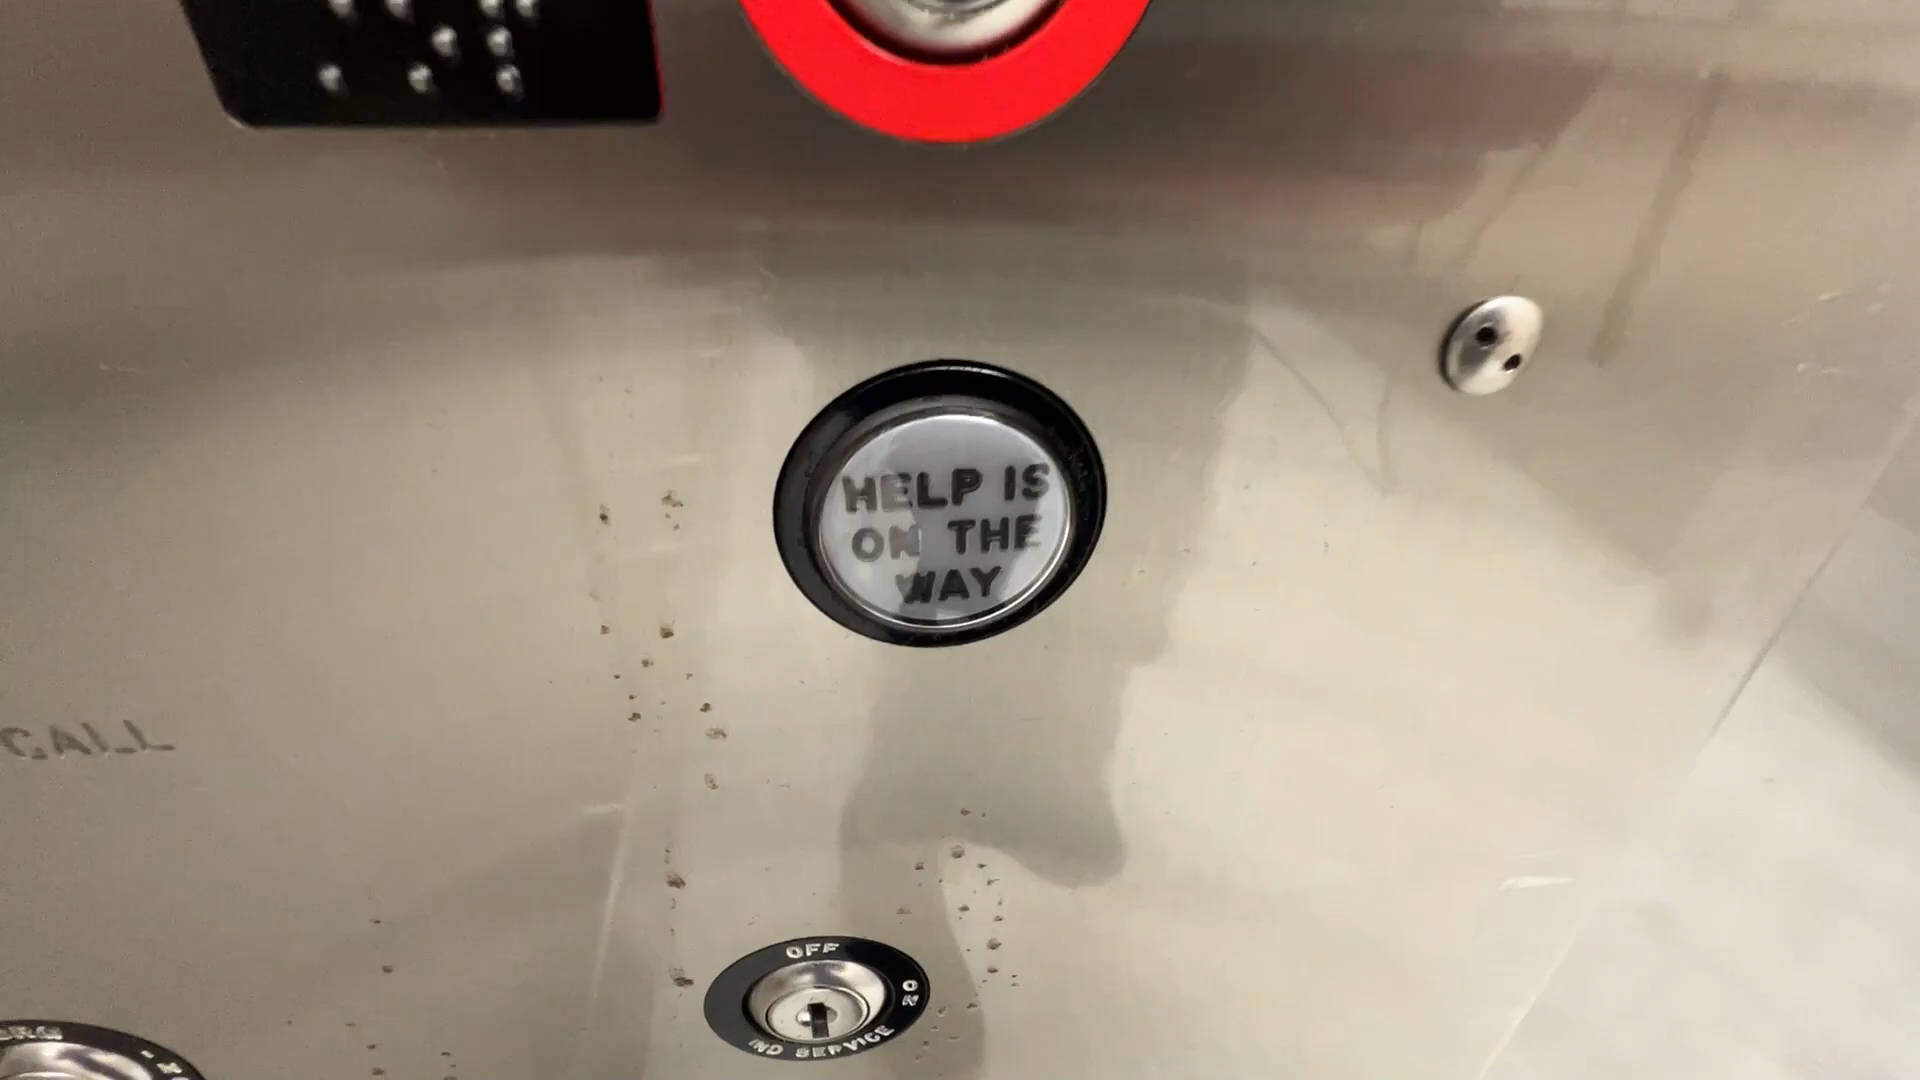 HELP IS
ON THE
WAY
CALL
OFF
ON
IND SERVICE